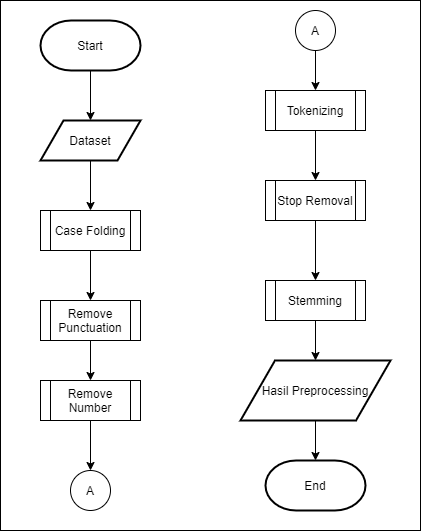 Start
Dataset
Case Folding
Remove
Punctuation
Remove
Number
A
A
Tokenizing
Stop Removal
Stemming
Hasil Preprocessing
End